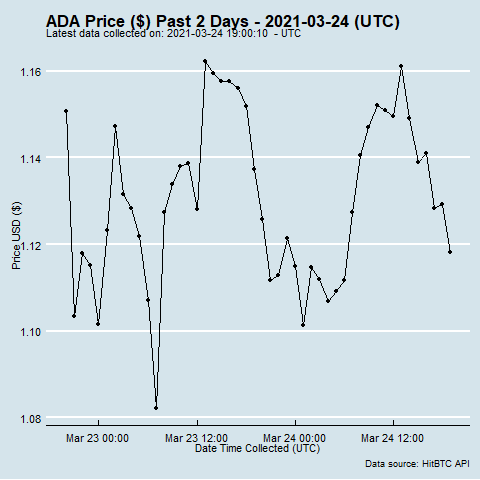 ADA Price ($) Past 2 Days - 2021-03-24 (UTC)
Latest data collected on: 2021-03-24 19:00:10 - UTC
1.16
1.14
1.12
1.10
1.08
Price USD ($)
Mar 23 00:00 Mar 23 12:00 Mar 24 00:00 Mar 24 12:00
Date Time Collected (UTC)
Data source: HitBTC API